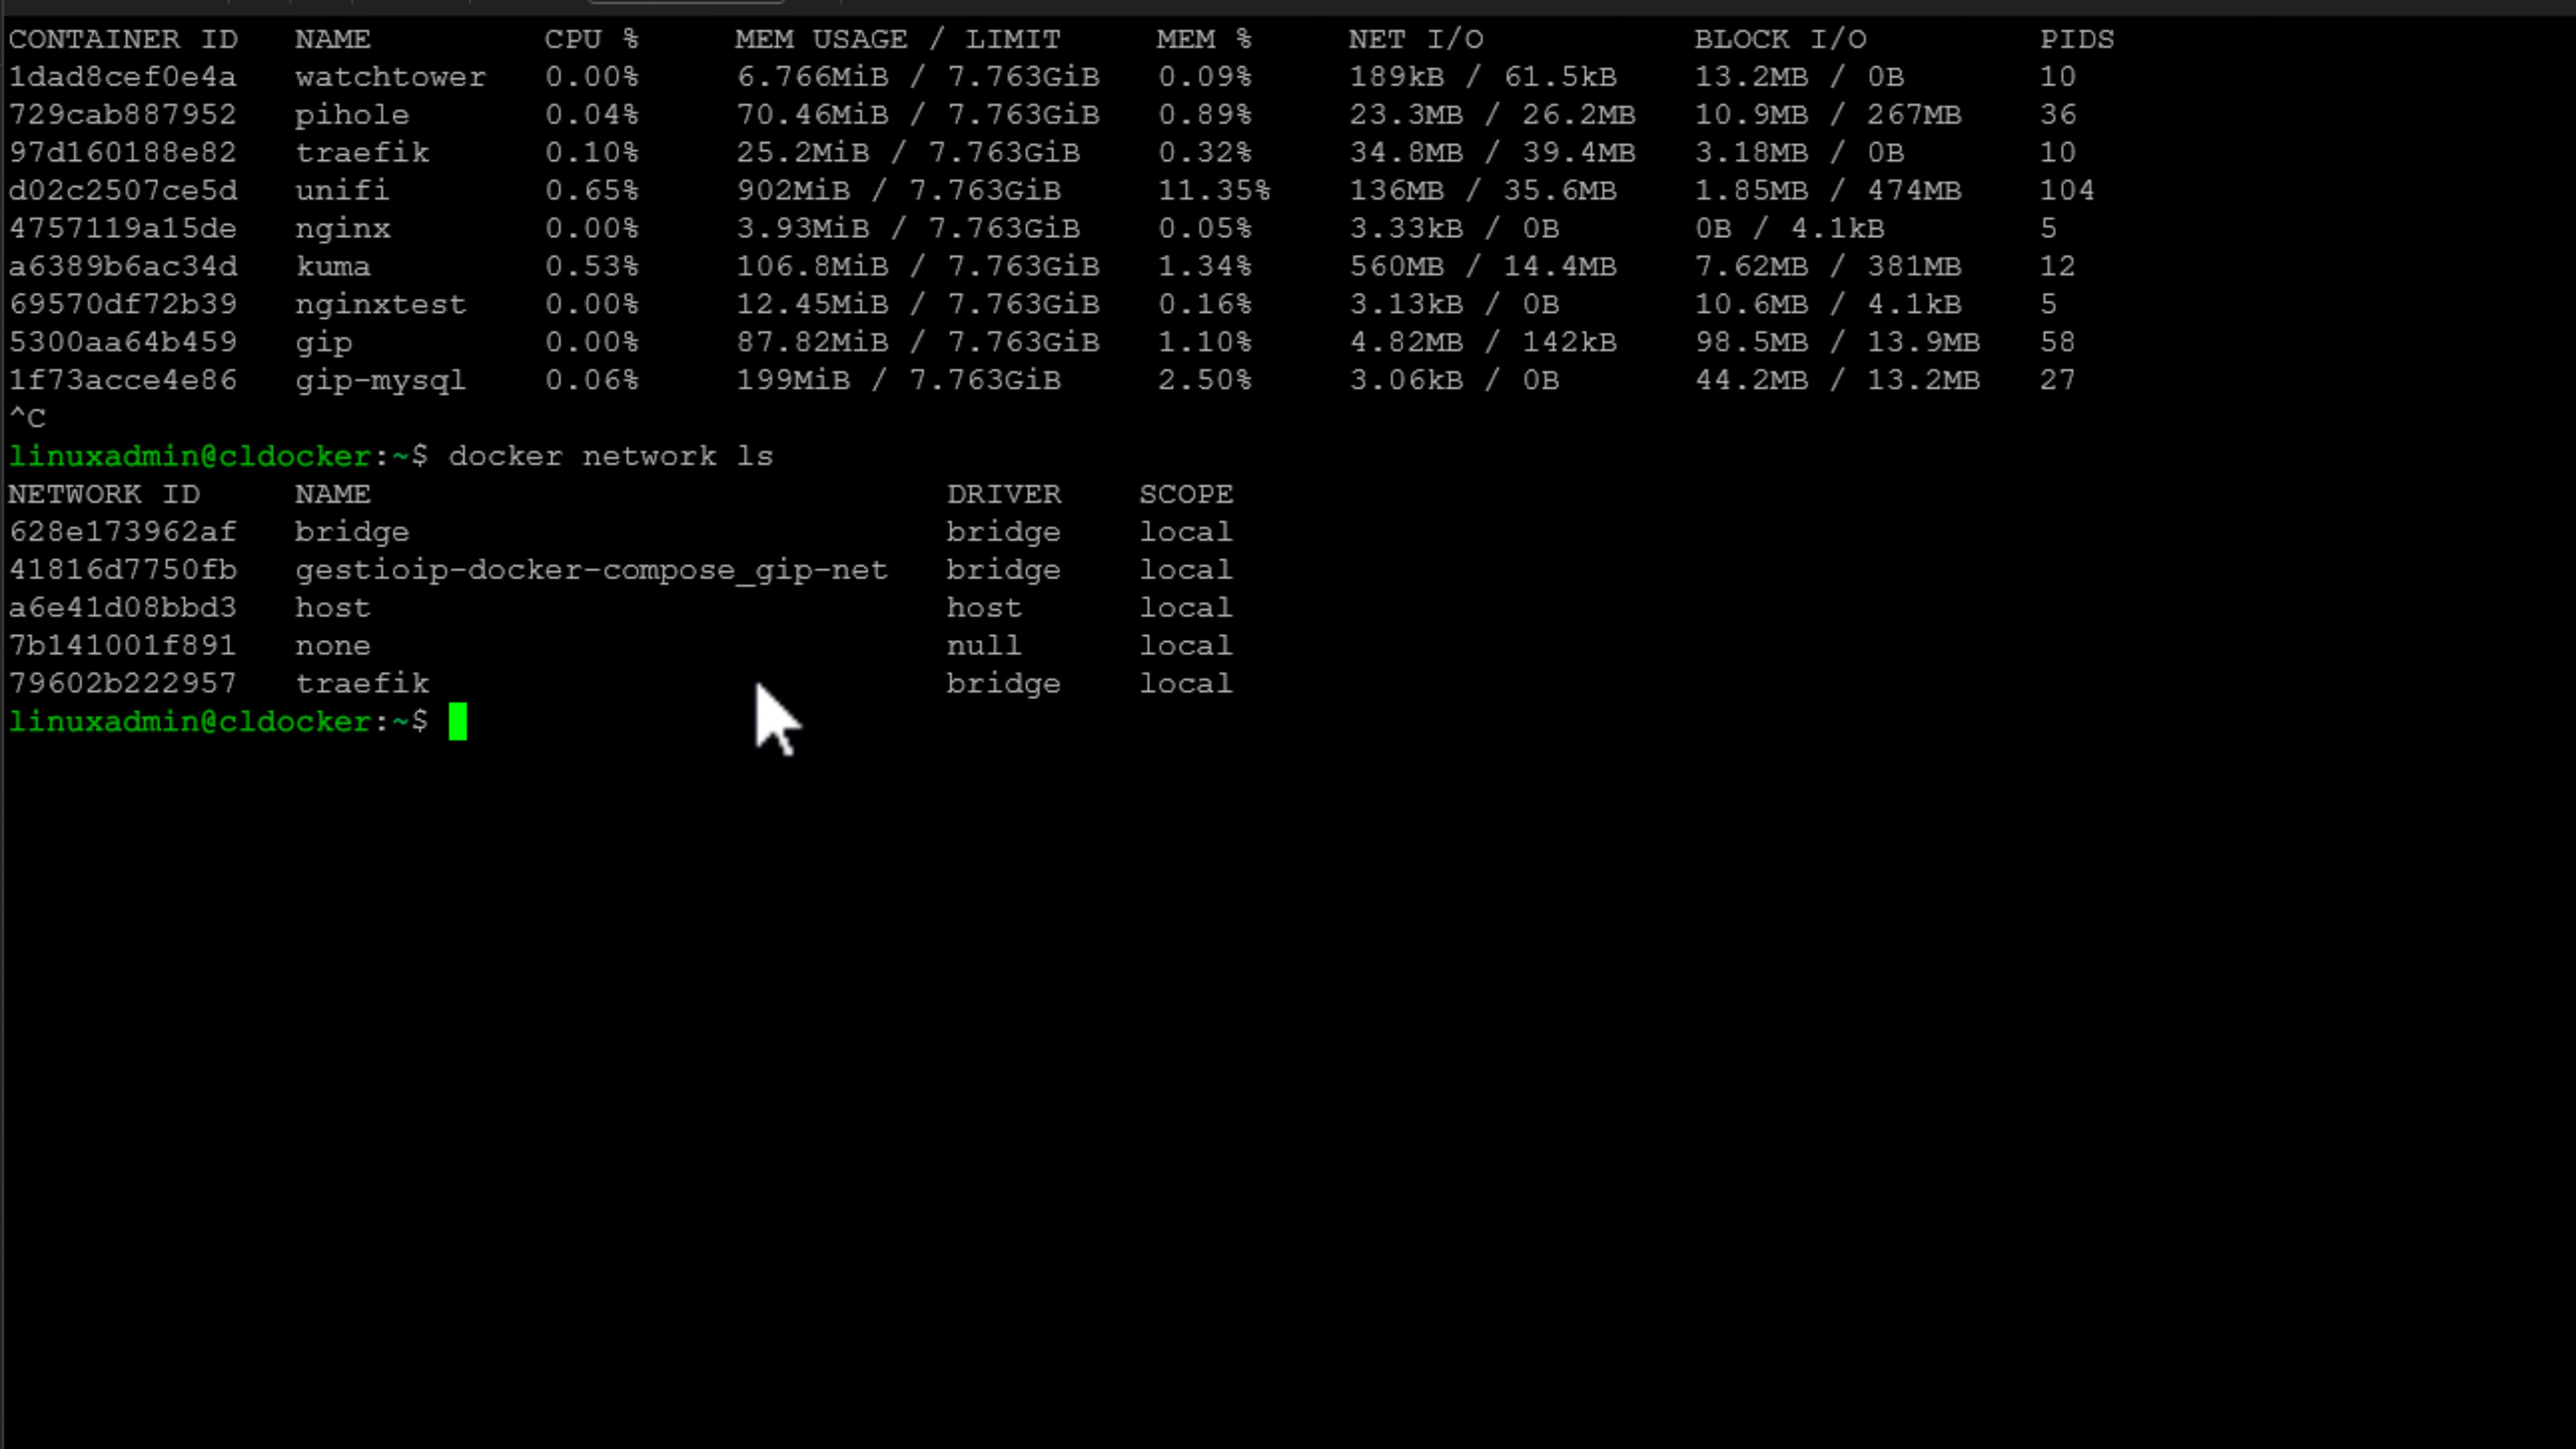 CONTAINER ID   NAME         CPU %     MEM USAGE / LIMIT     MEM %     NET I/O           BLOCK I/O         PIDS
1dad8cef0e4a   watchtower   0.00%     6.766MiB / 7.763GiB   0.09%     189kB / 61.5kB    13.2MB / 0B       10
729cab887952   pihole       0.04%     70.46MiB / 7.763GiB   0.89%     23.3MB / 26.2MB   10.9MB / 267MB    36
97d160188e82   traefik      0.10%     25.2MiB / 7.763GiB    0.32%     34.8MB / 39.4MB   3.18MB / 0B       10
d02c2507ce5d   unifi        0.65%     902MiB / 7.763GiB     11.35%    136MB / 35.6MB    1.85MB / 474MB    104
4757119a15de   nginx        0.00%     3.93MiB / 7.763GiB    0.05%     3.33kB / 0B       0B / 4.1kB        5
a6389b6ac34d   kuma         0.53%     106.8MiB / 7.763GiB   1.34%     560MB / 14.4MB    7.62MB / 381MB    12
69570df72b39   nginxtest    0.00%     12.45MiB / 7.763GiB   0.16%     3.13kB / 0B       10.6MB / 4.1kB    5
5300aa64b459   gip          0.00%     87.82MiB / 7.763GiB   1.10%     4.82MB / 142kB    98.5MB / 13.9MB   58
1f73acce4e86   gip-mysql    0.06%     199MiB / 7.763GiB     2.50%     3.06kB / 0B       44.2MB / 13.2MB   27
^C
linuxadmin@cldocker:~$ docker network ls
NETWORK ID     NAME                              DRIVER    SCOPE
628e173962af   bridge                            bridge    local
41816d7750fb   gestioip-docker-compose_gip-net   bridge    local
a6e41d08bbd3   host                              host      local
7b141001f891   none                              null      local
79602b222957   traefik                           bridge    local
linuxadmin@cldocker:~$